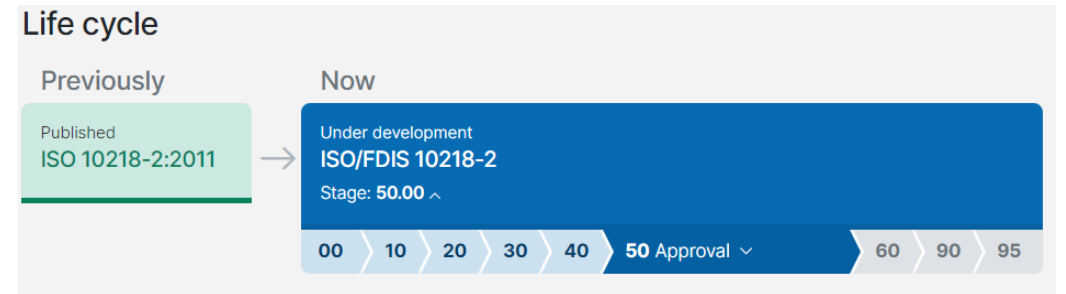 Life cycle
Previously
Now
Published
ISO 10218-2:2011
Under development
ISO/FDIS 10218-2
Stage: 50.00
00 10 20 30 40 50 Approval 60 90 95